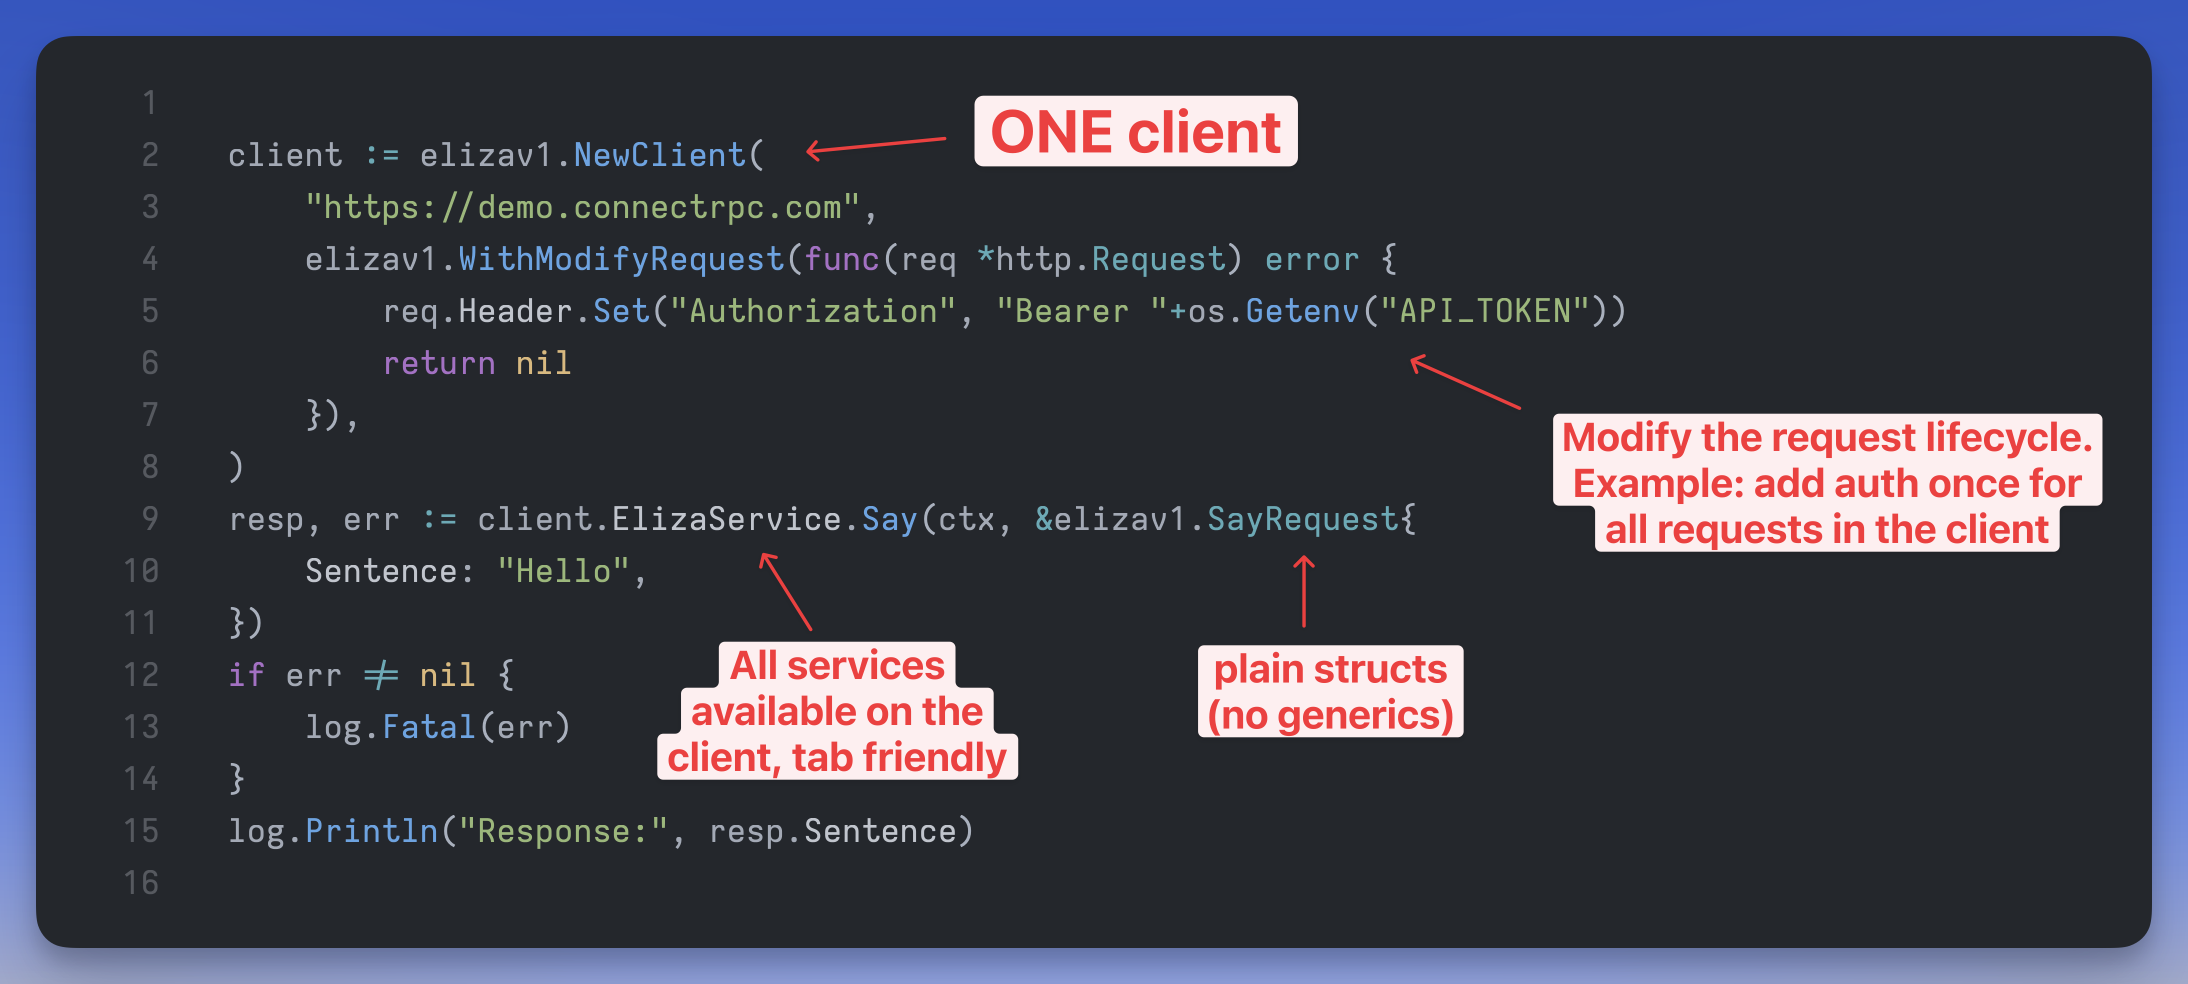 1
2 client := elizav1.NewClient(
ONE client
3 "https://demo.connectrpc.com",
4 elizav1.WithModifyRequest(func(req *http.Request) error {
5 req.Header.Set("Authorization", "Bearer "+os.Getenv("API_TOKEN"))
6 return nil
7 }),
8 )
Modify the request lifecycle.
Example: add auth once for
all requests in the client
9 resp, err := client.ElizaService.Say(ctx, &elizav1.SayRequest{
10 Sentence: "Hello",
11 })
12 if err != nil {
13 log.Fatal(err)
14 }
All services
available on the
client, tab friendly
plain structs
(no generics)
15 log.Println("Response:", resp.Sentence)
16